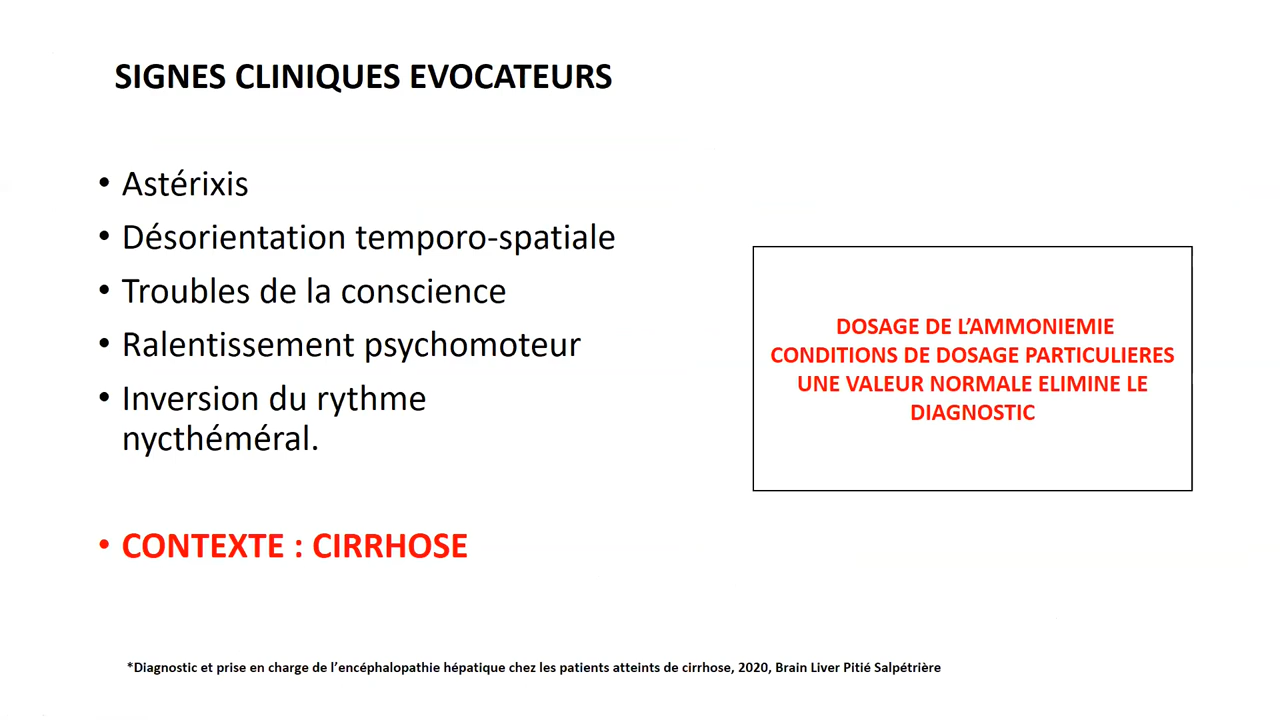 SIGNES CLINIQUES EVOCATEURS
• Astérixis
• Désorientation temporo-spatiale
• Troubles de la conscience
• Ralentissement psychomoteur
• Inversion du rythme
nycthéméral.
• CONTEXTE : CIRRHOSE
DOSAGE DE L’AMMONIEMIE
CONDITIONS DE DOSAGE PARTICULIERES
UNE VALEUR NORMALE ELIMINE LE
DIAGNOSTIC
*Diagnostic et prise en charge de l’encéphalopathie hépatique chez les patients atteints de cirrhose, 2020, Brain Liver Pitié Salpétrière